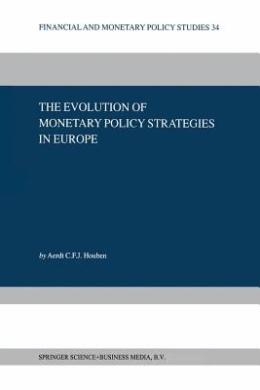 FINANCIAL AND MONETARY POLICY STUDIES 34
THE EVOLUTION OF
MONETARY POLICY STRATEGIES
IN EUROPE
by Aerdt C.F.J. Houben
SPRINGER SCIENCE+BUSINESS MEDIA, B.V.